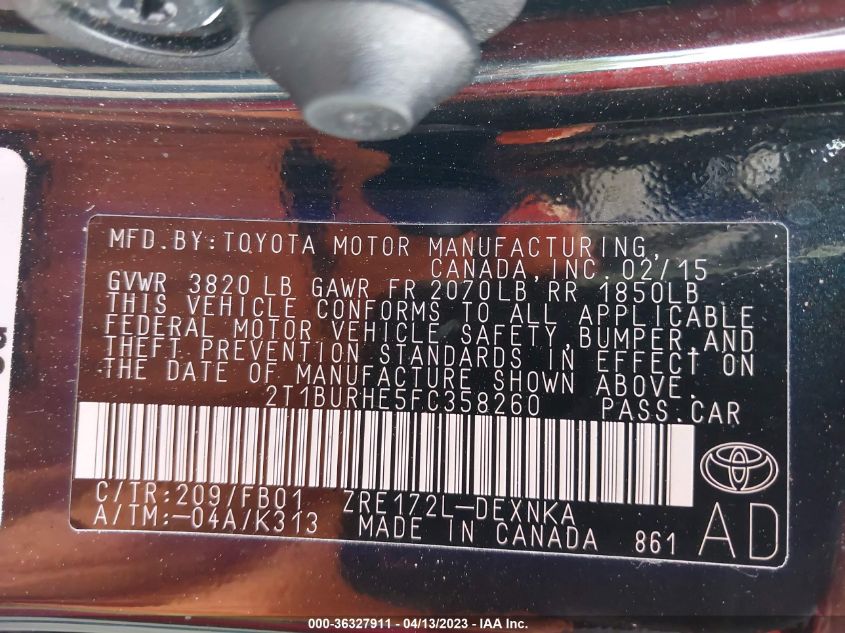 MFD.BY:TOYOTA MOTOR MANUFACTURING,
CANADA,INC.02/15
GVWR 3820 LB GAWR FR 2070LB,RR 1850LB
THIS VEHICLE CONFORMS TO ALL APPLICABLE
FEDERAL MOTOR VEHICLE SAFETY,BUMPER,AND
THEFT PREVENTION STANDARDS IN EFFECT ON
THE DATE OF MANUFACTURE SHOWN ABOVE.
2T1BURHE5FC358260 PASS.CAR
C/TR:209/FB01 ZRE172L-DEXNKA
A/TM:-04A/K313 MADE IN CANADA 861
AD
000-36327911 - 04/13/2023 - IAA Inc.